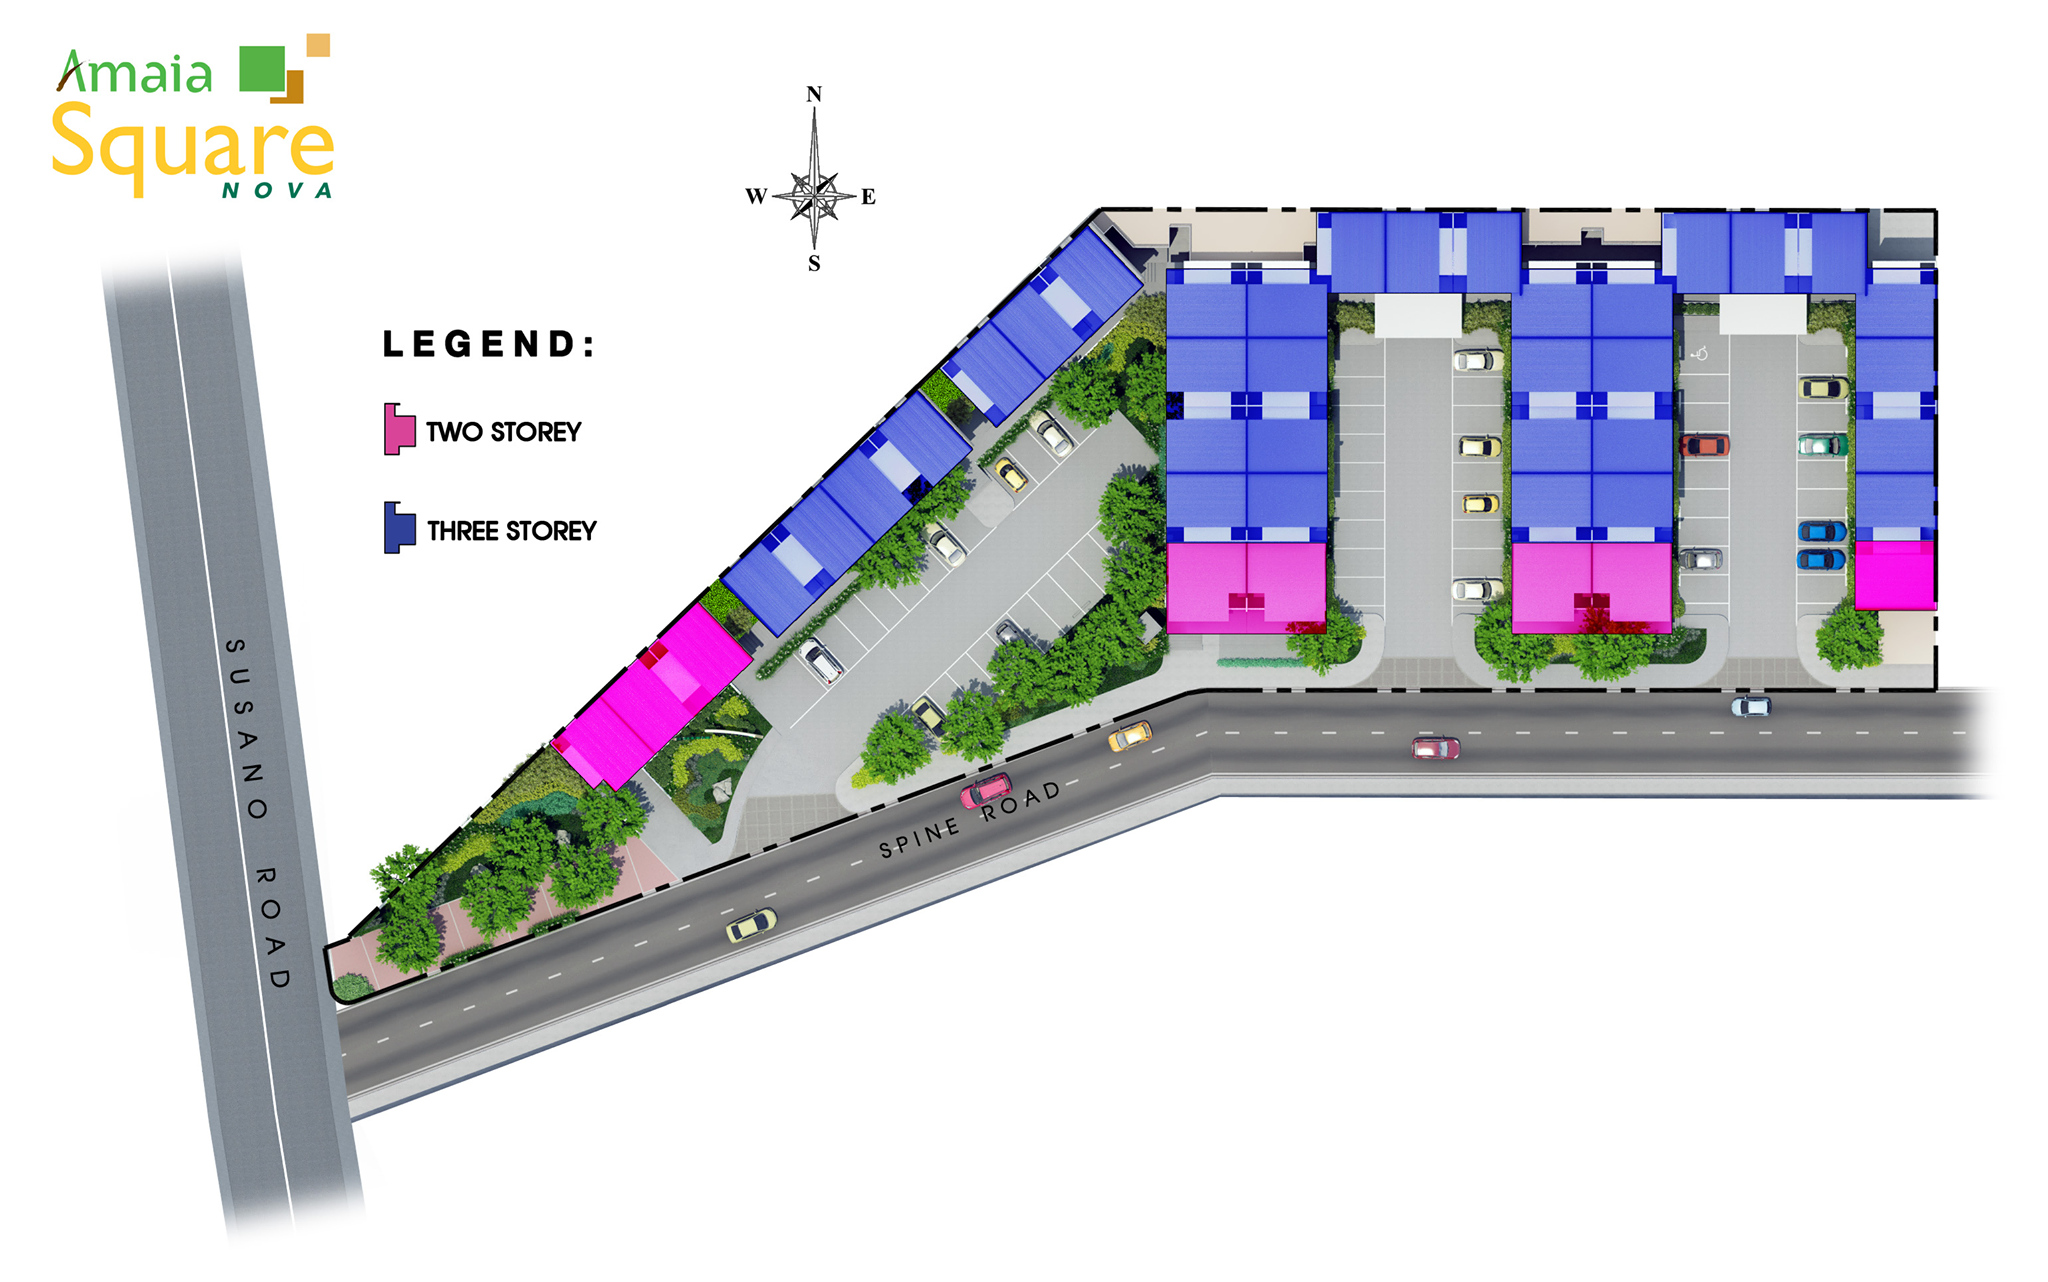 Amaia
Square
NOVA
N
W E
S
LEGEND:
TWO STOREY
THREE STOREY
SUSANO ROAD
SPINE ROAD